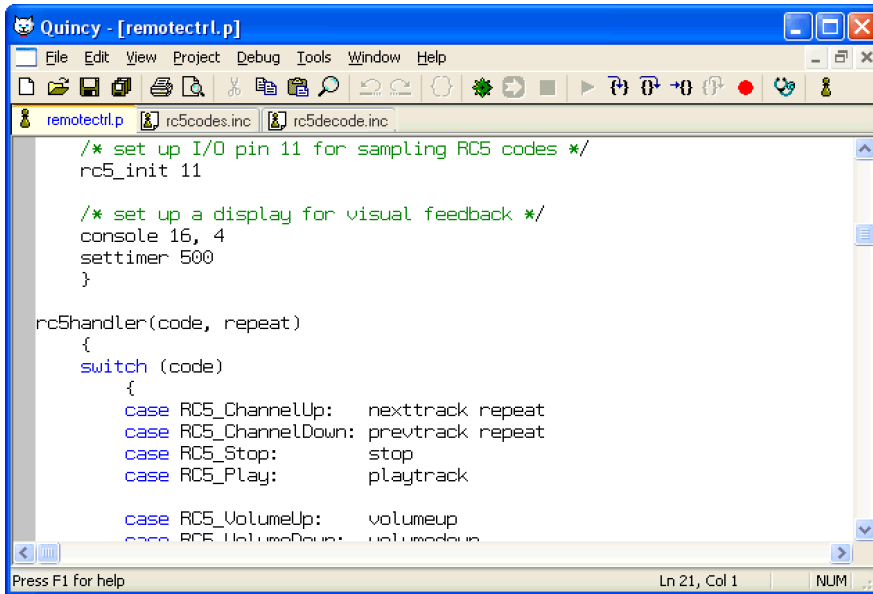 Quincy - [remotectrl.p]
File Edit View Project Debug Tools Window Help
remotectrl.p rc5codes.inc rc5decode.inc
/* set up I/O pin 11 for sampling RC5 codes */
rc5_init 11
/* set up a display for visual feedback */
console 16, 4
settimer 500
}
rc5handler(code, repeat)
{
switch (code)
{
case RC5_ChannelUp: nexttrack repeat
case RC5_ChannelDown: prevtrack repeat
case RC5_Stop: stop
case RC5_Play: playtrack
case RC5_VolumeUp: volumeup
case RC5_VolumeDown: volumedown
Press F1 for help Ln 21, Col 1 NUM